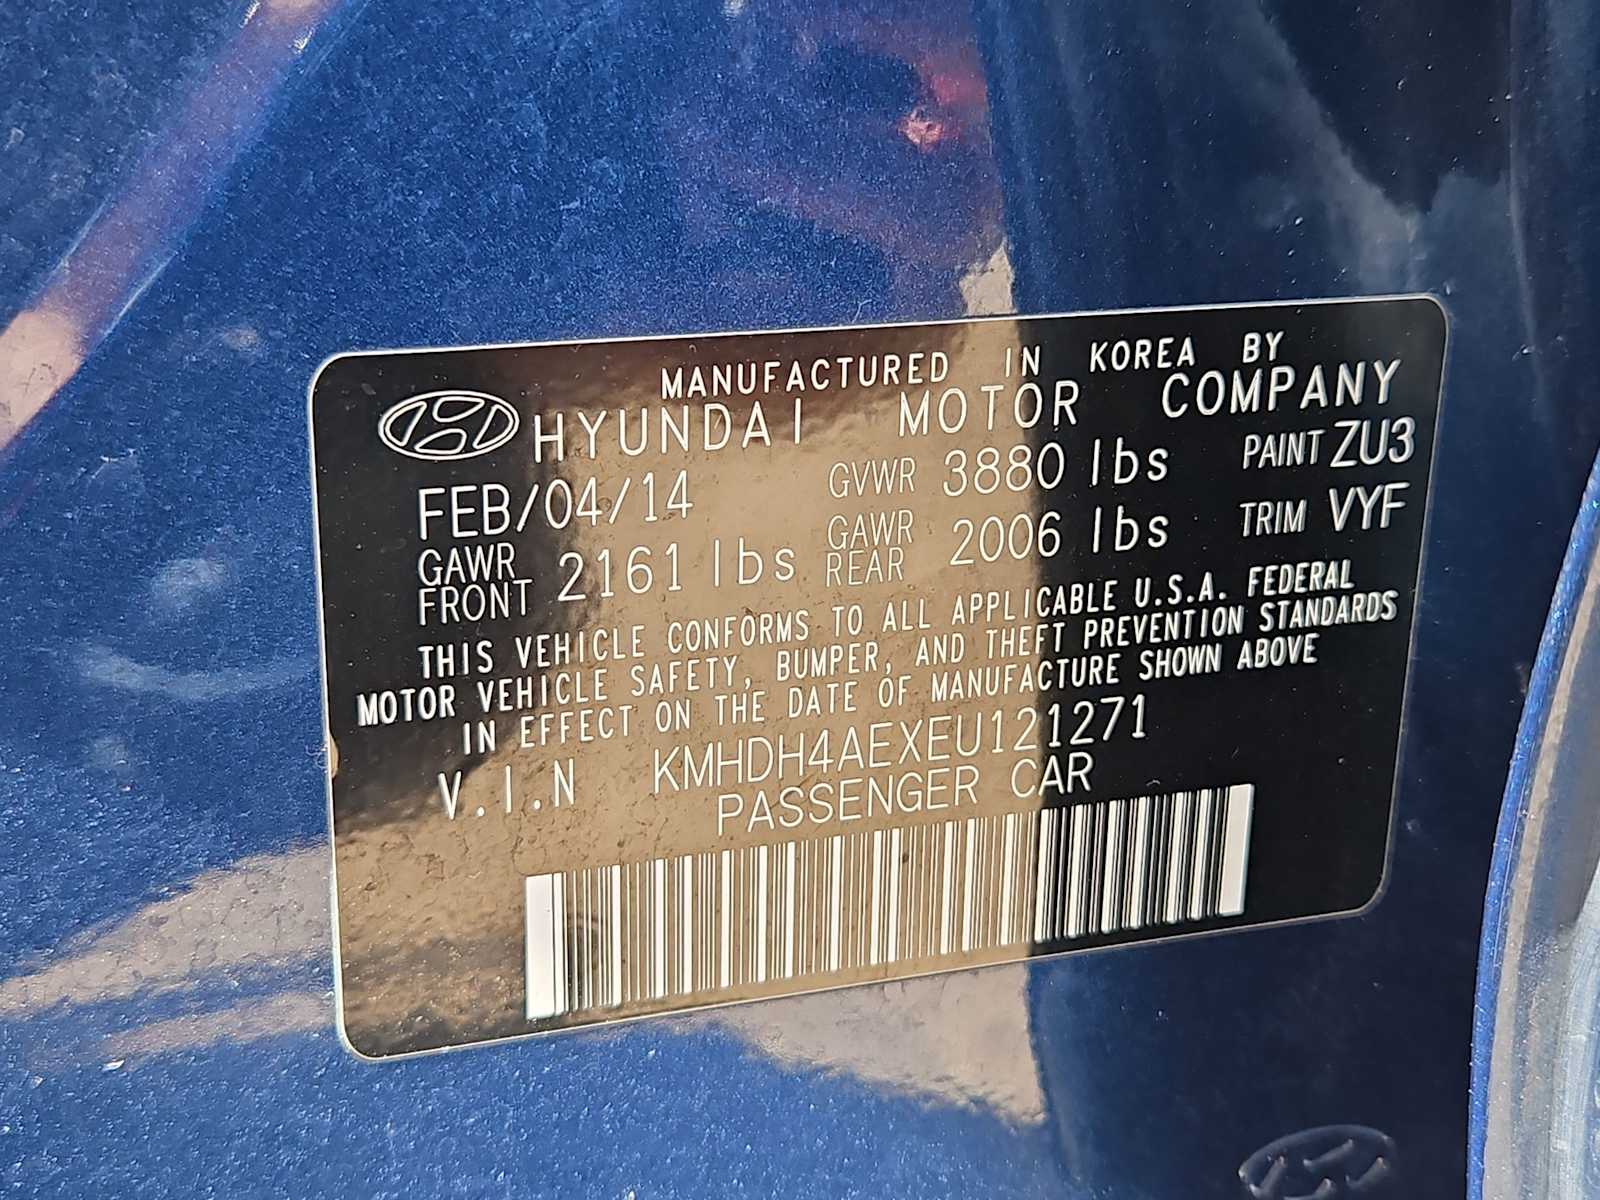 MANUFACTURED IN KOREA BY
HYUNDAI MOTOR COMPANY
FEB/04/14 GVWR 3880 lbs PAINT ZU3
GAWR FRONT 2161 lbs GAWR REAR 2006 lbs TRIM VYF
THIS VEHICLE CONFORMS TO ALL APPLICABLE U.S.A. FEDERAL
MOTOR VEHICLE SAFETY, BUMPER, AND THEFT PREVENTION STANDARDS
IN EFFECT ON THE DATE OF MANUFACTURE SHOWN ABOVE
V.I.N KMHDH4AEXEU121271
PASSENGER CAR